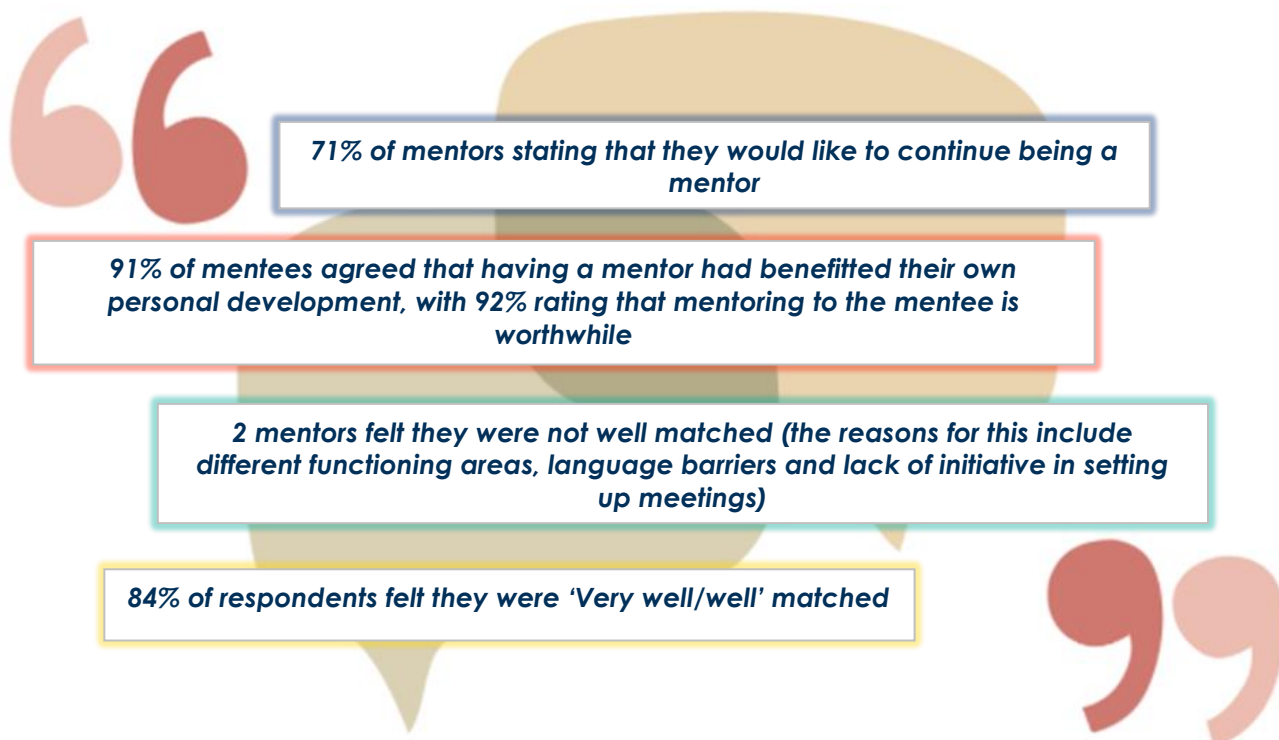 71% of mentors stating that they would like to continue being a
mentor
91% of mentees agreed that having a mentor had benefitted their own
personal development, with 92% rating that mentoring to the mentee is
worthwhile
2 mentors felt they were not well matched (the reasons for this include
different functioning areas, language barriers and lack of initiative in setting
up meetings)
84% of respondents felt they were ‘Very well/well’ matched